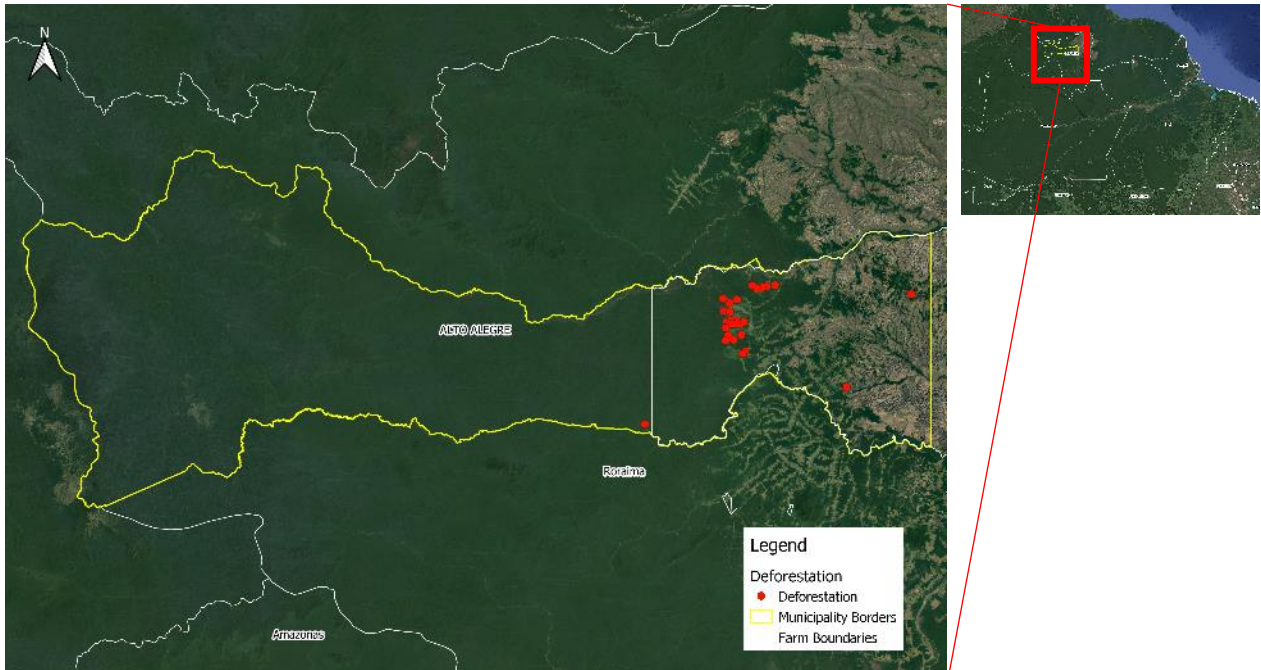 N
ALTO ALEGRE
Roraima
Amazonas
Legend
Deforestation
Deforestation
Municipality Borders
Farm Boundaries